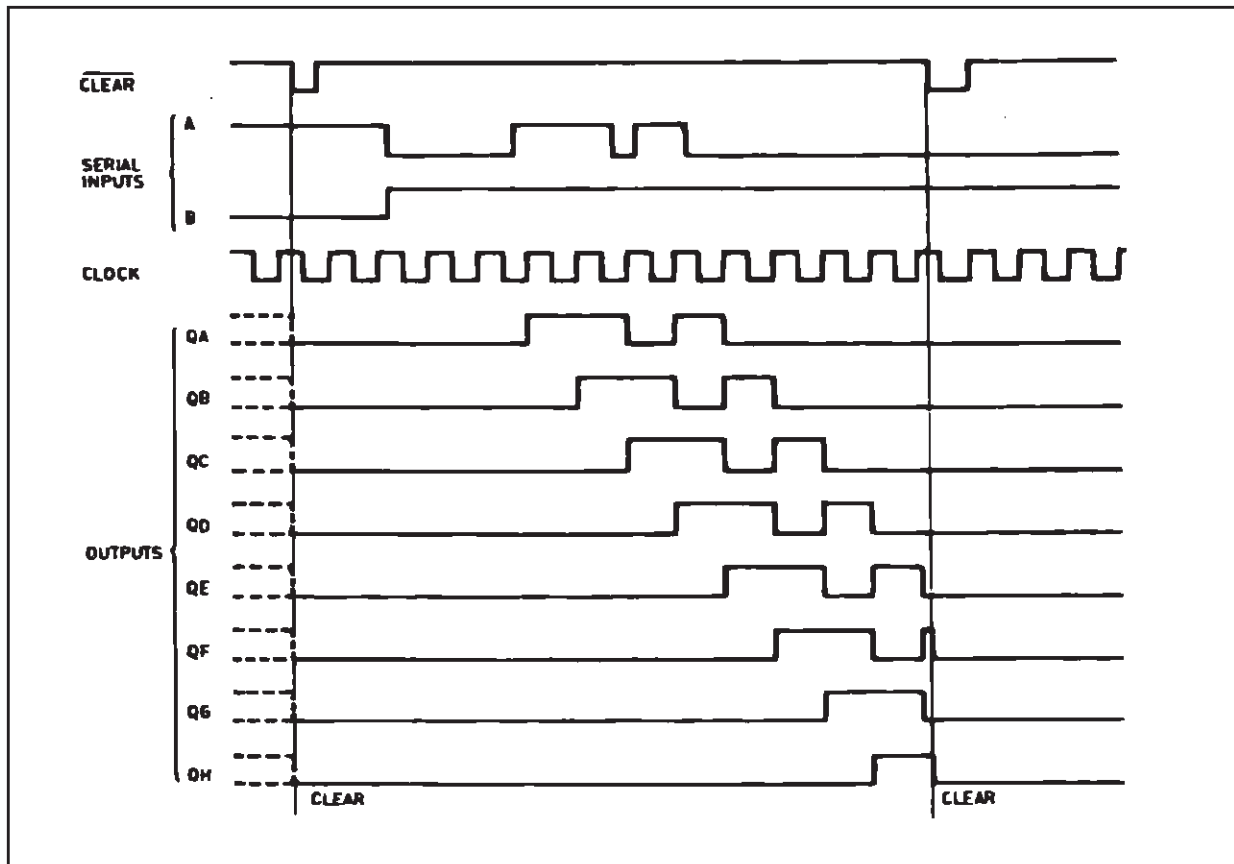 CLEAR
A
SERIAL
INPUTS
B
CLOCK
QA
QB
QC
QD
OUTPUTS
QE
QF
QG
QH
CLEAR
CLEAR